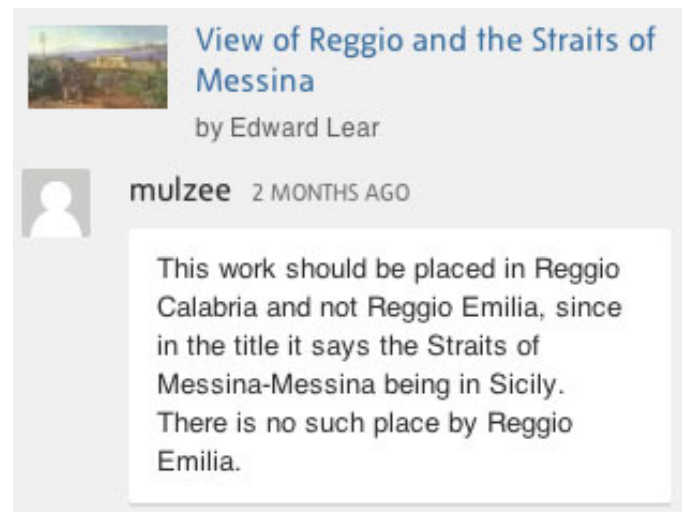 View of Reggio and the Straits of
Messina
by Edward Lear
mulzee 2 MONTHS AGO
This work should be placed in Reggio
Calabria and not Reggio Emilia, since
in the title it says the Straits of
Messina-Messina being in Sicily.
There is no such place by Reggio
Emilia.